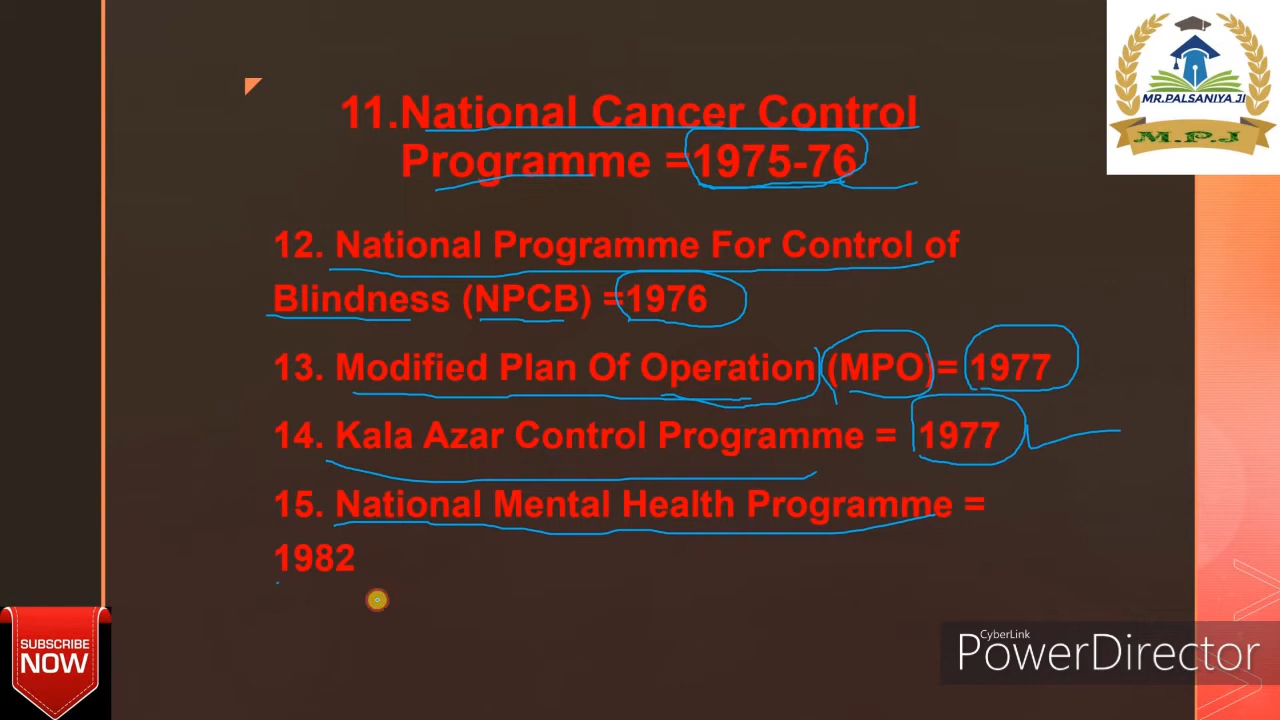 11.National Cancer Control
Programme =1975-76
12. National Programme For Control of
Blindness (NPCB) =1976
13. Modified Plan Of Operation (MPO)= 1977
14. Kala Azar Control Programme = 1977
15. National Mental Health Programme =
1982
MR.PALSANIYA JI
M.P.J
SUBSCRIBE
NOW
CyberLink
PowerDirector